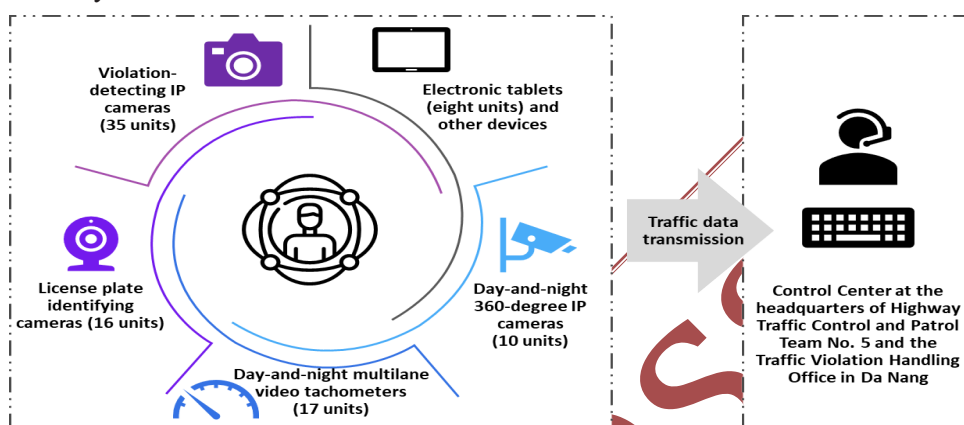 Violation-
detecting IP
cameras
(35 units)
Electronic tablets
(eight units) and
other devices
License plate
identifying
cameras (16 units)
Day-and-night
360-degree IP
cameras
(10 units)
Day-and-night multilane
video tachometers
(17 units)
Traffic data
transmission
Control Center at the
headquarters of Highway
Traffic Control and Patrol
Team No. 5 and the
Traffic Violation Handling
Office in Da Nang